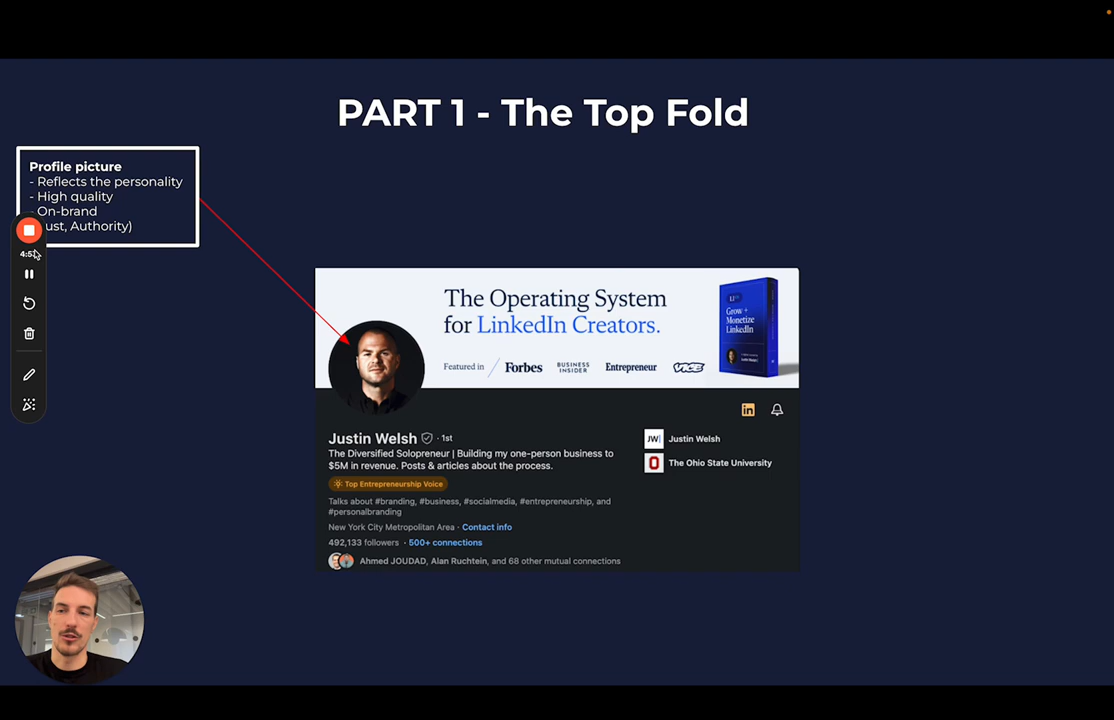 PART 1 - The Top Fold
Profile picture
- Reflects the personality
- High quality
- On-brand
ust, Authority)
The Operating System
for LinkedIn Creators.
Featured in
Forbes
BUSINESS
INSIDER
Entrepreneur
VICE
Grow +
Monetize
LinkedIn
Justin Welsh · 1st
The Diversified Solopreneur | Building my one-person business to
$5M in revenue. Posts & articles about the process.
Top Entrepreneurship Voice
Talks about #branding, #business, #socialmedia, #entrepreneurship, and
#personalbranding
New York City Metropolitan Area · Contact info
492,133 followers · 500+ connections
Ahmed JOUDAD, Alan Ruchtein, and 68 other mutual connections
in
JW| Justin Welsh
The Ohio State University